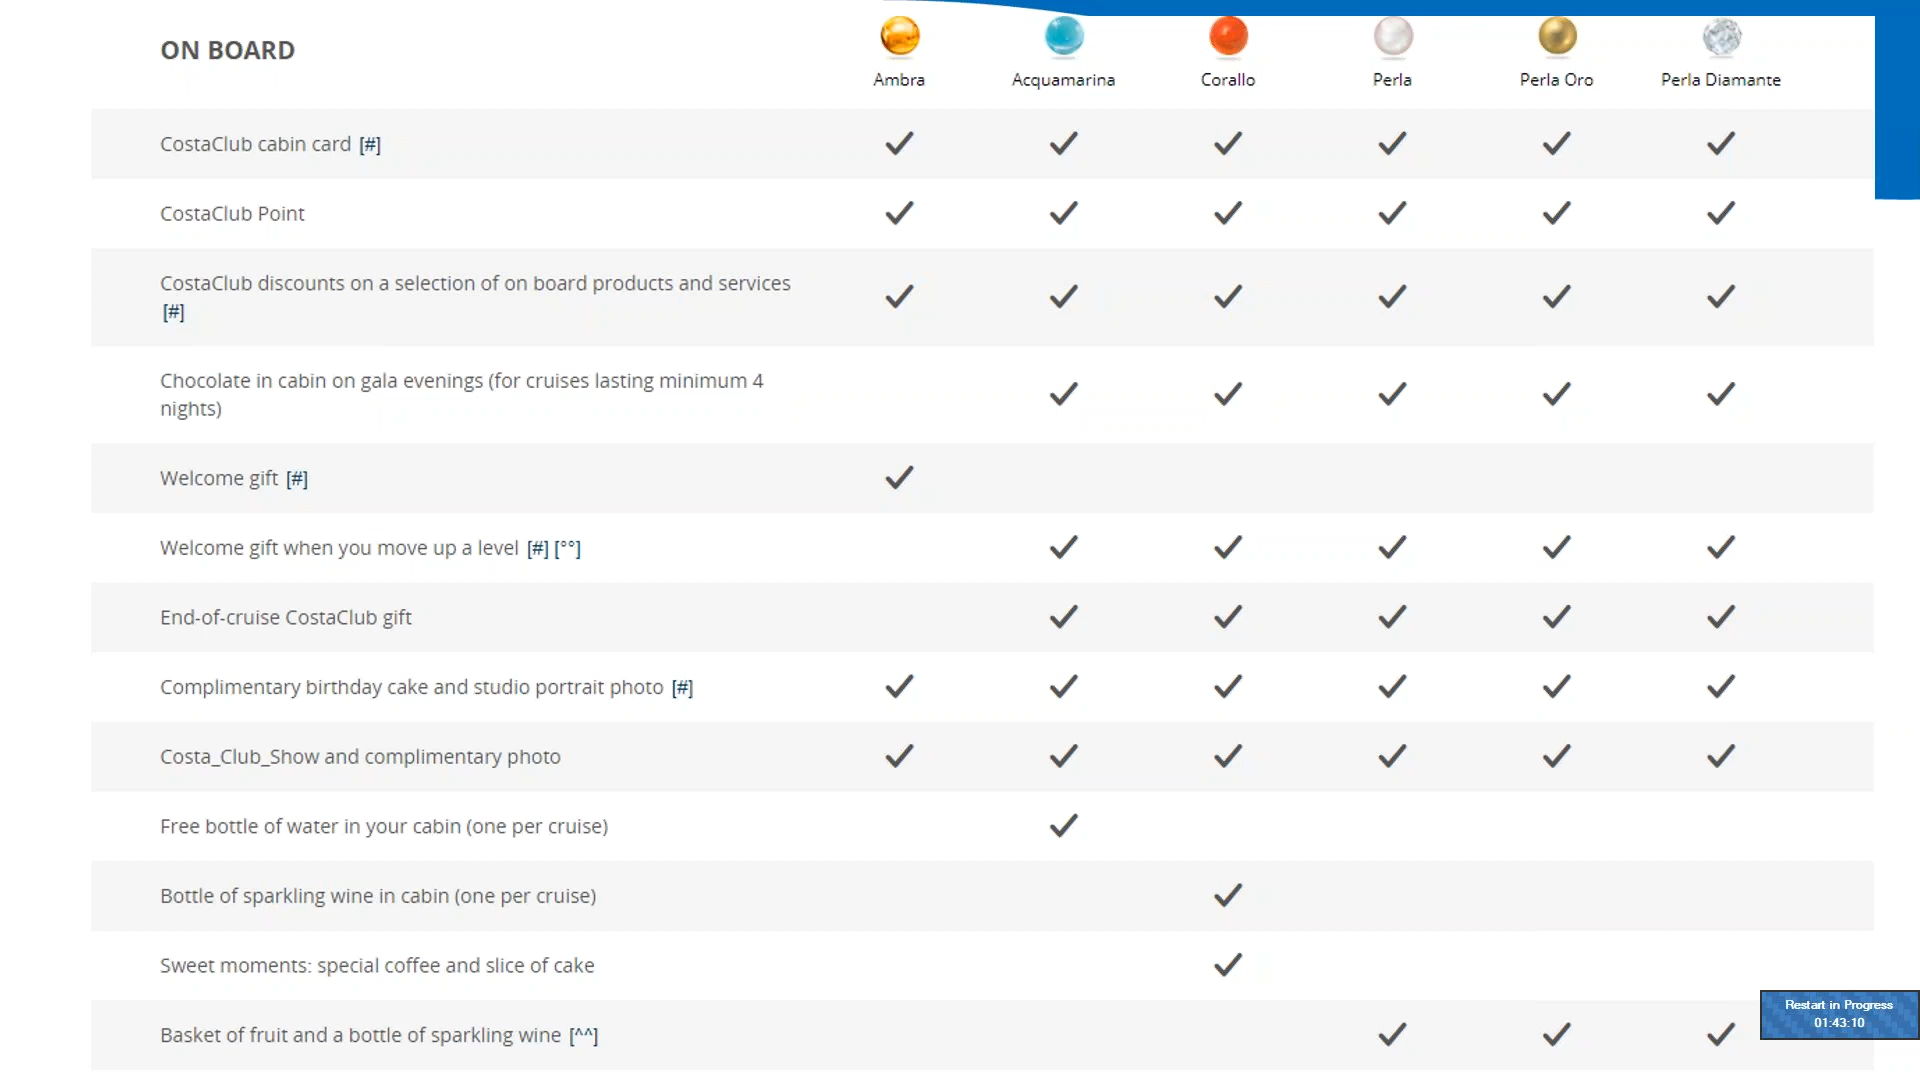 ON BOARD
Ambra Acquamarina Corallo Perla Perla Oro Perla Diamante
CostaClub cabin card [#]
CostaClub Point
CostaClub discounts on a selection of on board products and services
[#]
Chocolate in cabin on gala evenings (for cruises lasting minimum 4
nights)
Welcome gift [#]
Welcome gift when you move up a level [#] [°°]
End-of-cruise CostaClub gift
Complimentary birthday cake and studio portrait photo [#]
Costa_Club_Show and complimentary photo
Free bottle of water in your cabin (one per cruise)
Bottle of sparkling wine in cabin (one per cruise)
Sweet moments: special coffee and slice of cake
Basket of fruit and a bottle of sparkling wine [^^]
Restart in Progress
01:43:10